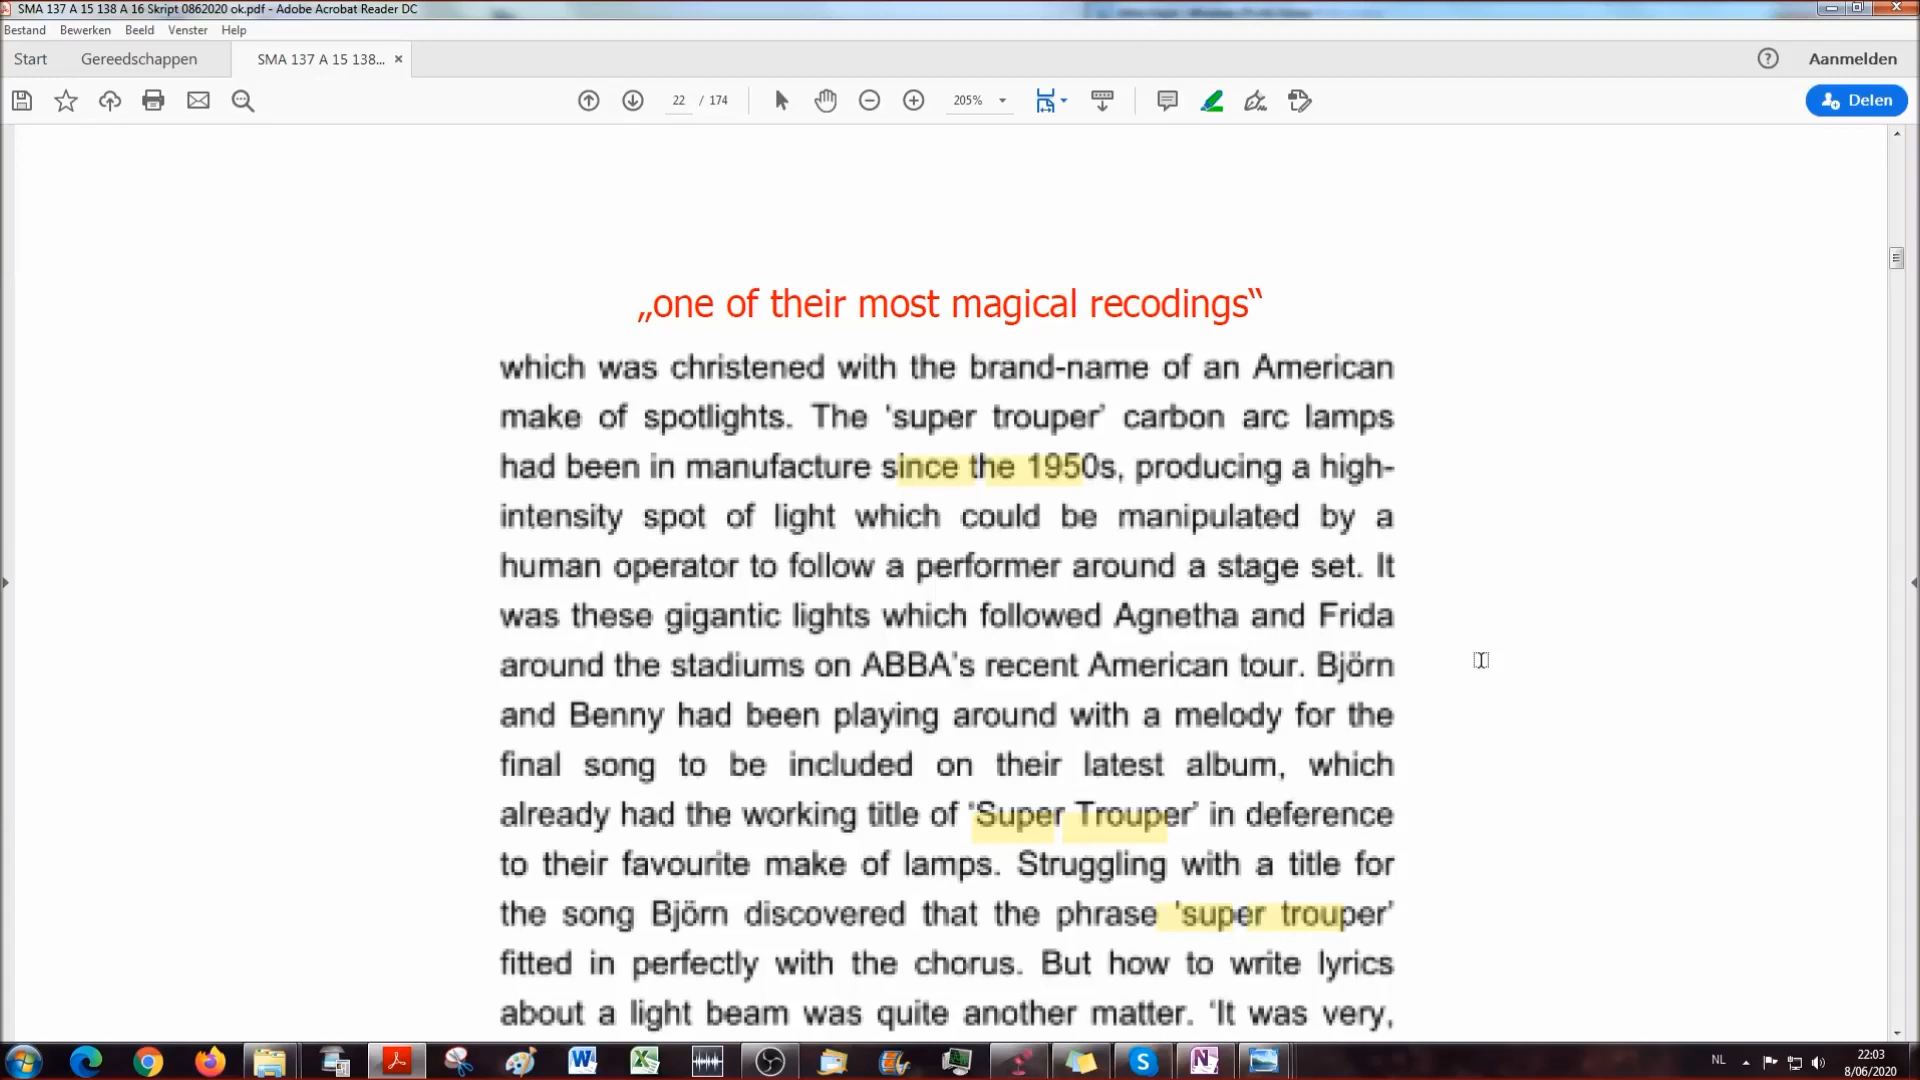 SMA 137 A 15 138 A 16 Skript 0862020 ok.pdf - Adobe Acrobat Reader DC
Bestand Bewerken Beeld Venster Help
Start Gereedschappen SMA 137 A 15 138... × Aanmelden
22 / 174 205% Delen
„one of their most magical recodings“
which was christened with the brand-name of an American
make of spotlights. The ‘super trouper’ carbon arc lamps
had been in manufacture since the 1950s, producing a high-
intensity spot of light which could be manipulated by a
human operator to follow a performer around a stage set. It
was these gigantic lights which followed Agnetha and Frida
around the stadiums on ABBA’s recent American tour. Björn
and Benny had been playing around with a melody for the
final song to be included on their latest album, which
already had the working title of ‘Super Trouper’ in deference
to their favourite make of lamps. Struggling with a title for
the song Björn discovered that the phrase ‘super trouper’
fitted in perfectly with the chorus. But how to write lyrics
about a light beam was quite another matter. ‘It was very,
NL 22:03
8/06/2020